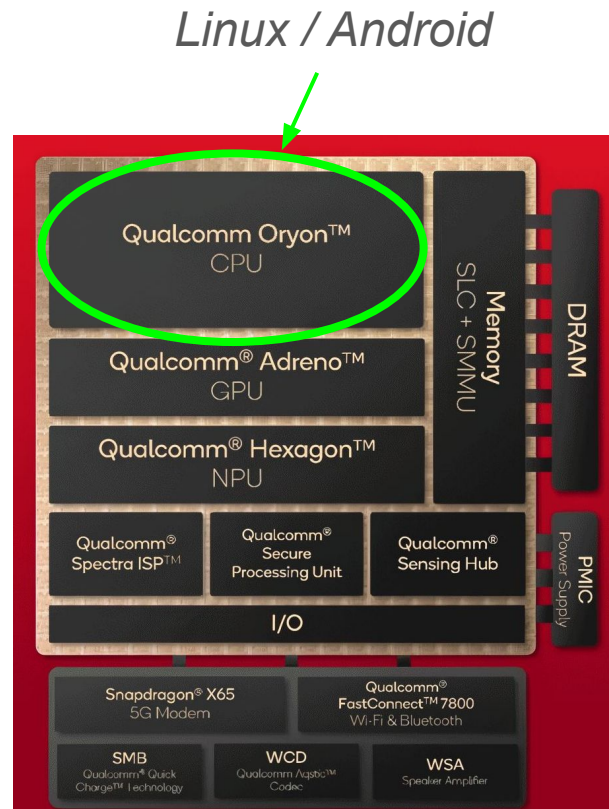 Linux / Android
Qualcomm Oryon™
CPU
Memory
SLC + SMMU
DRAM
Qualcomm® Adreno™
GPU
Qualcomm® Hexagon™
NPU
Qualcomm®
Spectra ISP™
Qualcomm®
Secure
Processing Unit
Qualcomm®
Sensing Hub
PMIC
Power Supply
I/O
Snapdragon® X65
5G Modem
Qualcomm®
FastConnect™ 7800
Wi-Fi & Bluetooth
SMB
Qualcomm® Quick
Charge™ Technology
WCD
Qualcomm Aqstic™
Codec
WSA
Speaker Amplifier